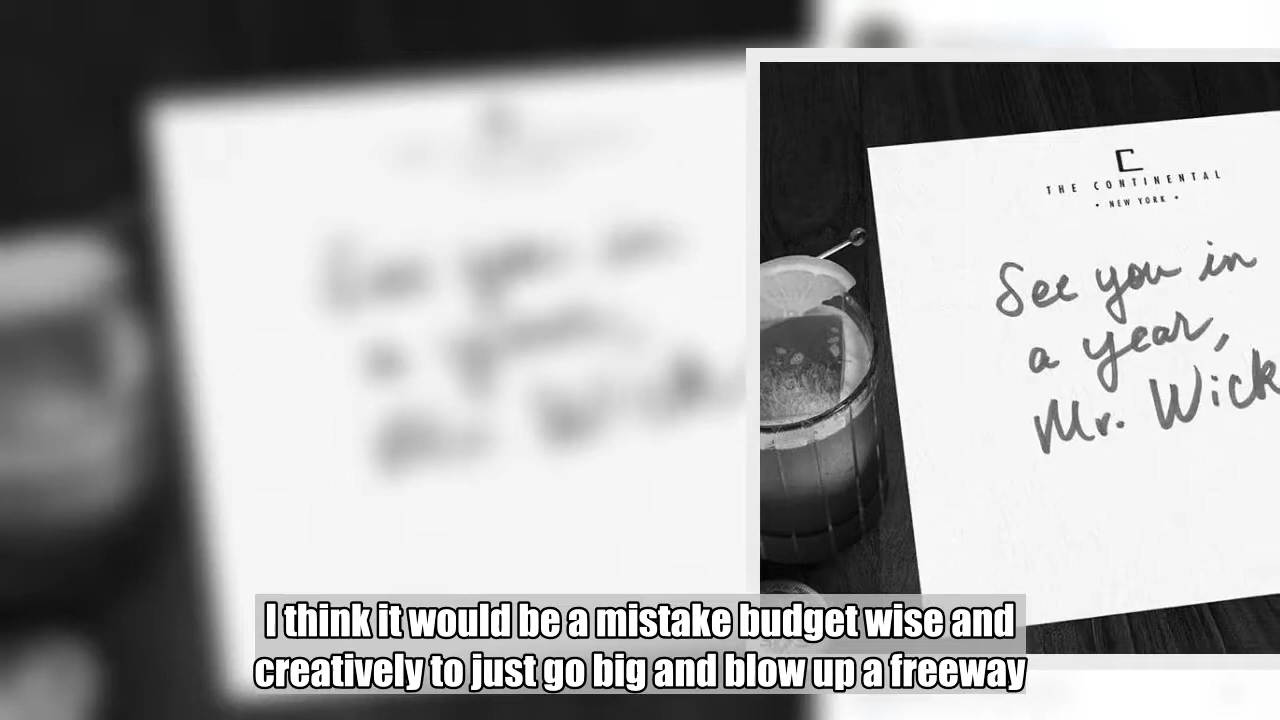 C
THE CONTINENTAL
• NEW YORK •
See you in
a year,
Mr. Wick
I think it would be a mistake budget wise and
creatively to just go big and blow up a freeway